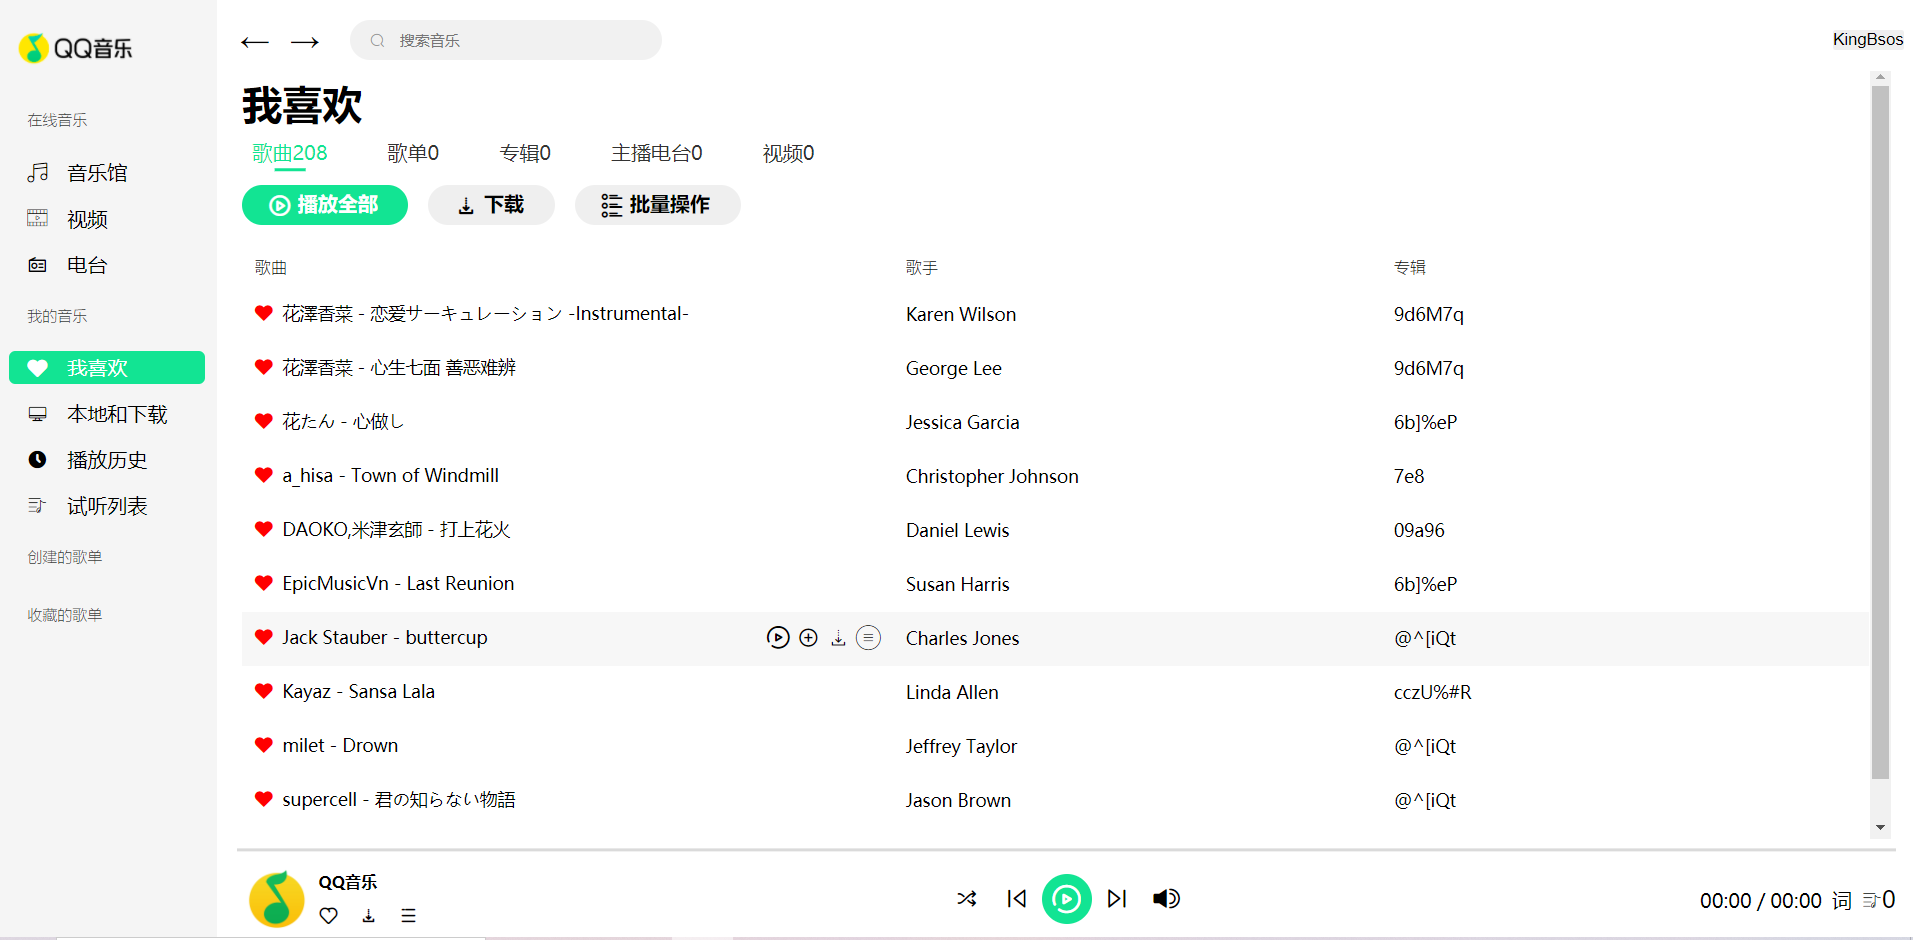 QQ音乐
搜索音乐
KingBsos
在线音乐
音乐馆
视频
电台
我的音乐
我喜欢
本地和下载
播放历史
试听列表
创建的歌单
收藏的歌单
我喜欢
歌曲208 歌单0 专辑0 主播电台0 视频0
播放全部 下载 批量操作
歌曲 歌手 专辑
花澤香菜 - 恋爱サーキュレーション -Instrumental- Karen Wilson 9d6M7q
花澤香菜 - 心生七面 善恶难辨 George Lee 9d6M7q
花たん - 心做し Jessica Garcia 6b]%eP
a_hisa - Town of Windmill Christopher Johnson 7e8
DAOKO,米津玄師 - 打上花火 Daniel Lewis 09a96
EpicMusicVn - Last Reunion Susan Harris 6b]%eP
Jack Stauber - buttercup Charles Jones @^[iQt
Kayaz - Sansa Lala Linda Allen cczU%#R
milet - Drown Jeffrey Taylor @^[iQt
supercell - 君の知らない物語 Jason Brown @^[iQt
QQ音乐
00:00 / 00:00 词 0